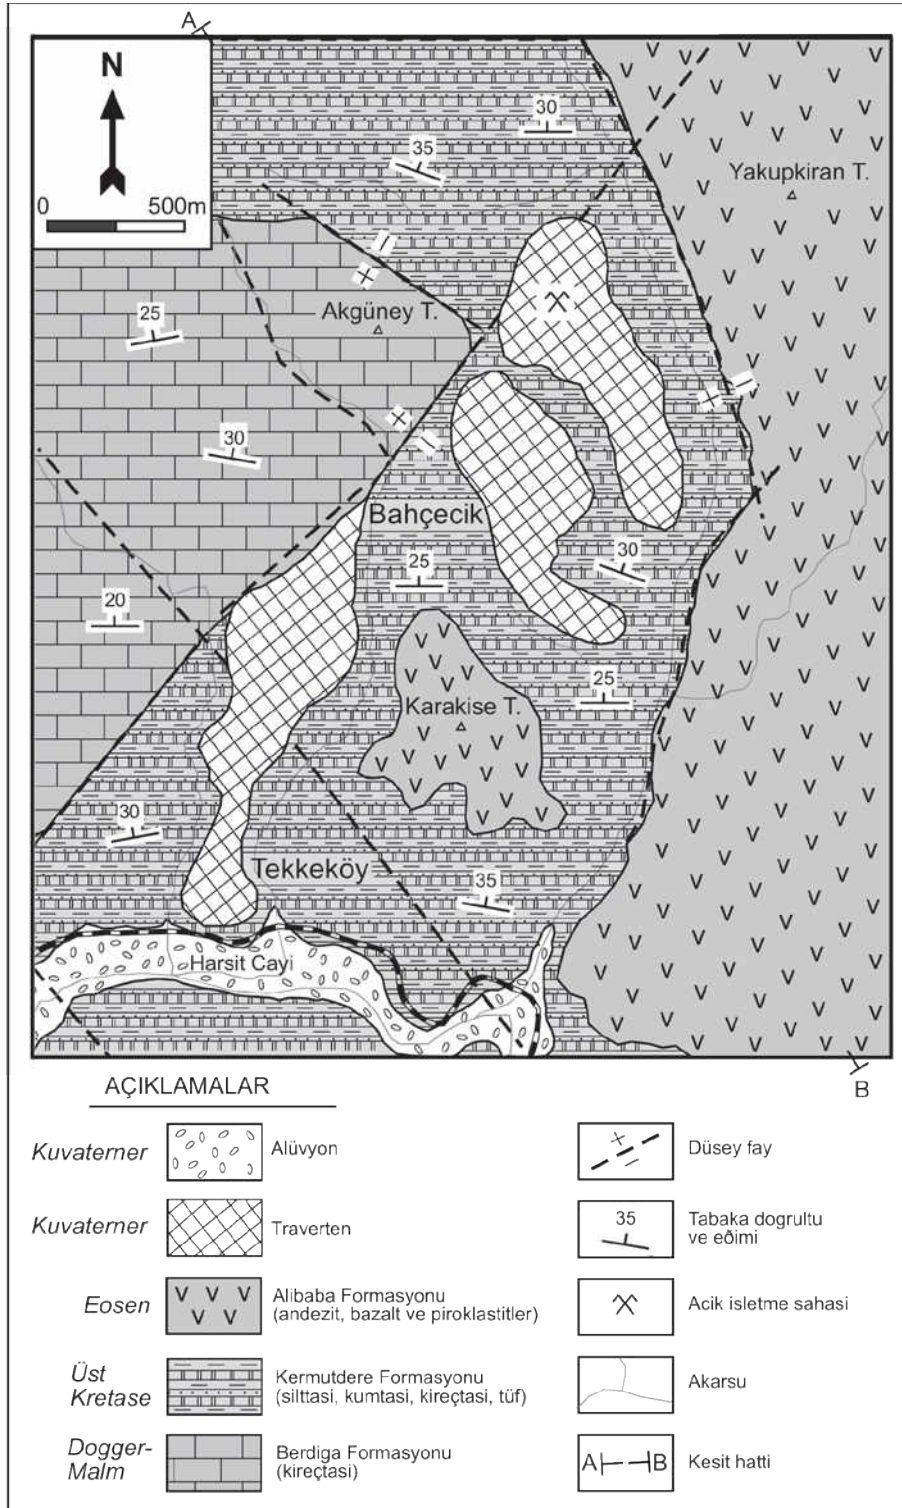 A
N
0 500m
30
35
Yakupkiran T.
25
Akgüney T.
30
Bahçecik
25
30
20
25
Karakise T.
30
Tekkeköy
35
Harsit Cayi
B
AÇIKLAMALAR
Kuvaterner
Alüvyon
Kuvaterner
Traverten
Eosen
Alibaba Formasyonu
(andezit, bazalt ve piroklastitler)
Üst
Kretase
Kermutdere Formasyonu
(silttasi, kumtasi, kireçtasi, tüf)
Dogger-
Malm
Berdiga Formasyonu
(kireçtasi)
Düsey fay
35
Tabaka dogrultu
ve eðimi
Acik isletme sahasi
Akarsu
A B
Kesit hatti